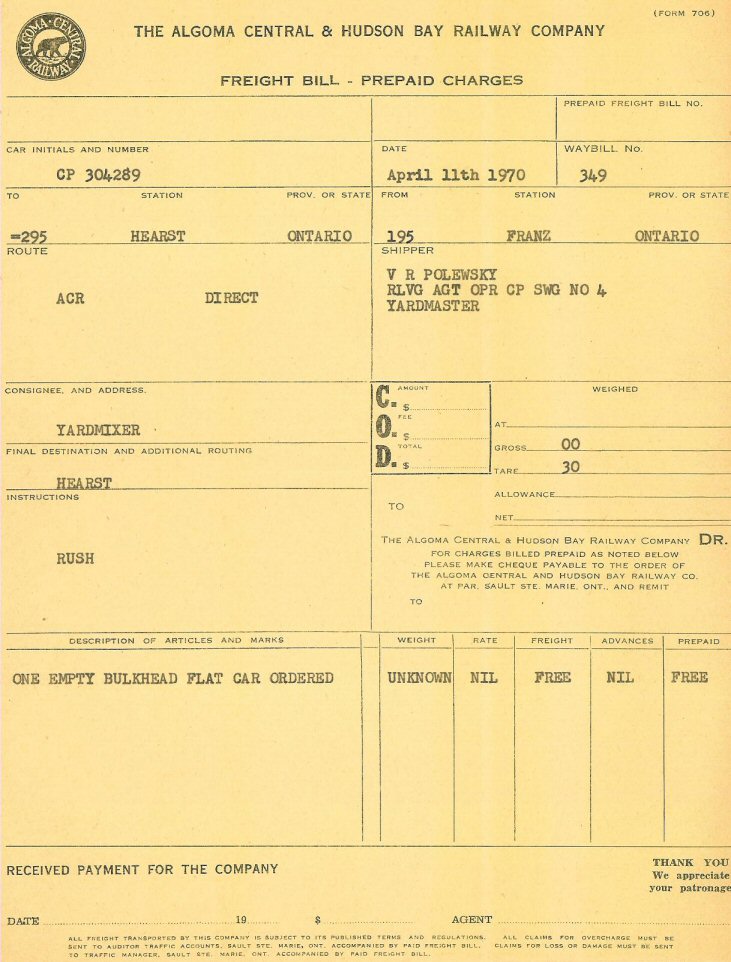 (FORM 706)
ALGOMA CENTRAL RAILWAY
THE ALGOMA CENTRAL & HUDSON BAY RAILWAY COMPANY
FREIGHT BILL - PREPAID CHARGES
PREPAID FREIGHT BILL NO.
CAR INITIALS AND NUMBER DATE WAYBILL No.
CP 304289 April 11th 1970 349
TO STATION PROV. OR STATE FROM STATION PROV. OR STATE
=295 HEARST ONTARIO 195 FRANZ ONTARIO
ROUTE SHIPPER
V R POLEWSKY
ACR DIRECT RLVG AGT OPR CP SWG NO 4
YARDMASTER
CONSIGNEE, AND ADDRESS.
YARDMIXER
FINAL DESTINATION AND ADDITIONAL ROUTING
HEARST
INSTRUCTIONS
RUSH
C. AMOUNT $
O. FEE $
D. TOTAL $
WEIGHED
AT
GROSS 00
TARE 30
ALLOWANCE
NET
TO
THE ALGOMA CENTRAL & HUDSON BAY RAILWAY COMPANY DR.
FOR CHARGES BILLED PREPAID AS NOTED BELOW
PLEASE MAKE CHEQUE PAYABLE TO THE ORDER OF
THE ALGOMA CENTRAL AND HUDSON BAY RAILWAY CO.
AT PAR, SAULT STE. MARIE, ONT., AND REMIT
TO
DESCRIPTION OF ARTICLES AND MARKS WEIGHT RATE FREIGHT ADVANCES PREPAID
ONE EMPTY BULKHEAD FLAT CAR ORDERED UNKNOWN NIL FREE NIL FREE
RECEIVED PAYMENT FOR THE COMPANY
THANK YOU
We appreciate
your patronage
DATE 19 $ AGENT
ALL FREIGHT TRANSPORTED BY THIS COMPANY IS SUBJECT TO ITS PUBLISHED TERMS AND REGULATIONS. ALL CLAIMS FOR OVERCHARGE MUST BE
SENT TO AUDITOR TRAFFIC ACCOUNTS, SAULT STE. MARIE, ONT. ACCOMPANIED BY PAID FREIGHT BILL. CLAIMS FOR LOSS OR DAMAGE MUST BE SENT
TO TRAFFIC MANAGER, SAULT STE. MARIE, ONT. ACCOMPANIED BY PAID FREIGHT BILL.